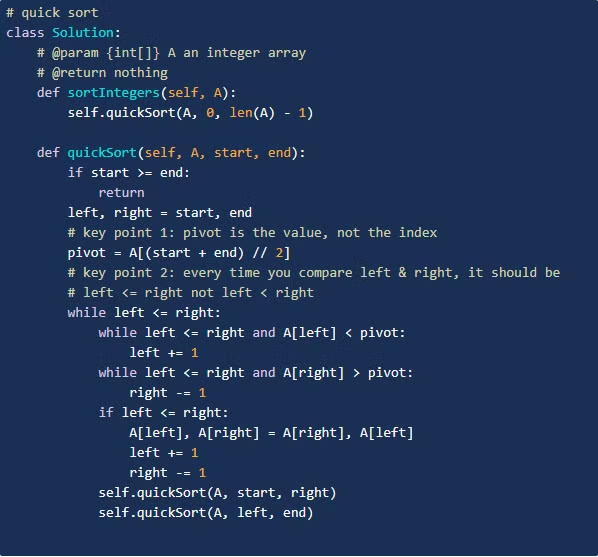 # quick sort
class Solution:
    # @param {int[]} A an integer array
    # @return nothing
    def sortIntegers(self, A):
        self.quickSort(A, 0, len(A) - 1)

    def quickSort(self, A, start, end):
        if start >= end:
            return
        left, right = start, end
        # key point 1: pivot is the value, not the index
        pivot = A[(start + end) // 2]
        # key point 2: every time you compare left & right, it should be
        # left <= right not left < right
        while left <= right:
            while left <= right and A[left] < pivot:
                left += 1
            while left <= right and A[right] > pivot:
                right -= 1
            if left <= right:
                A[left], A[right] = A[right], A[left]
                left += 1
                right -= 1
            self.quickSort(A, start, right)
            self.quickSort(A, left, end)